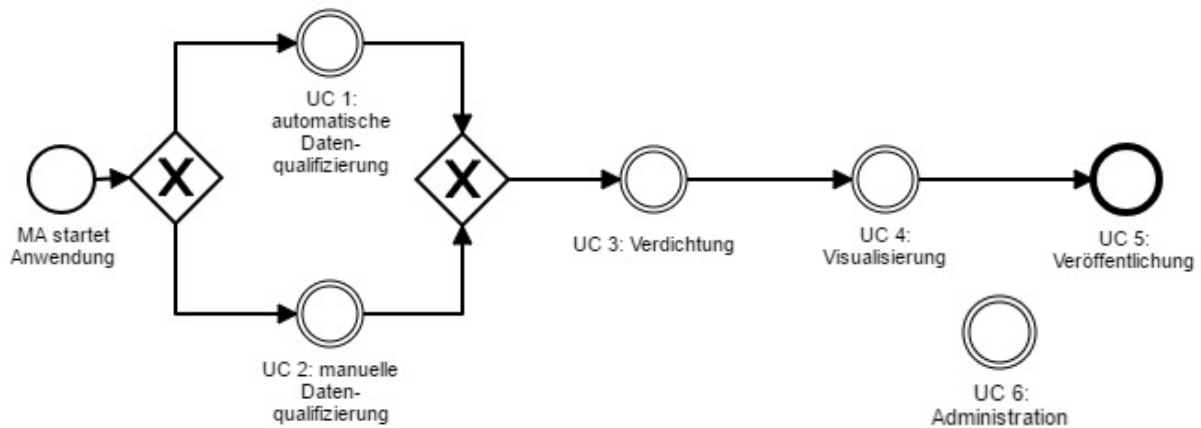 MA startet
Anwendung
UC 1:
automatische
Daten-
qualifizierung
UC 2: manuelle
Daten-
qualifizierung
UC 3: Verdichtung
UC 4:
Visualisierung
UC 5:
Veröffentlichung
UC 6:
Administration